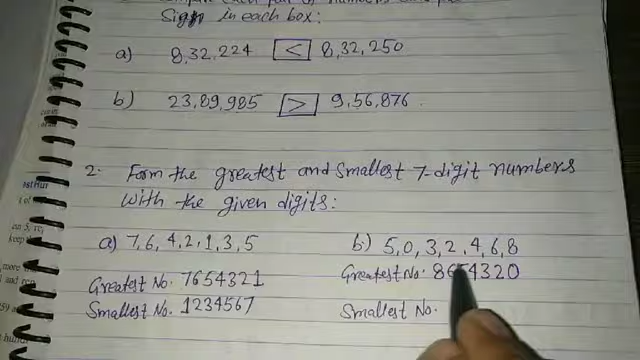 Sign in each box:
a) 8,32,224 < 8,32,250
b) 23,89,985 > 9,56,876
2. Form the greatest and smallest 7-digit numbers
with the given digits:
a) 7,6,4,2,1,3,5 b) 5,0,3,2,4,6,8
Greatest No. 7654321 Greatest No. 8654320
Smallest No. 1234567 Smallest No.